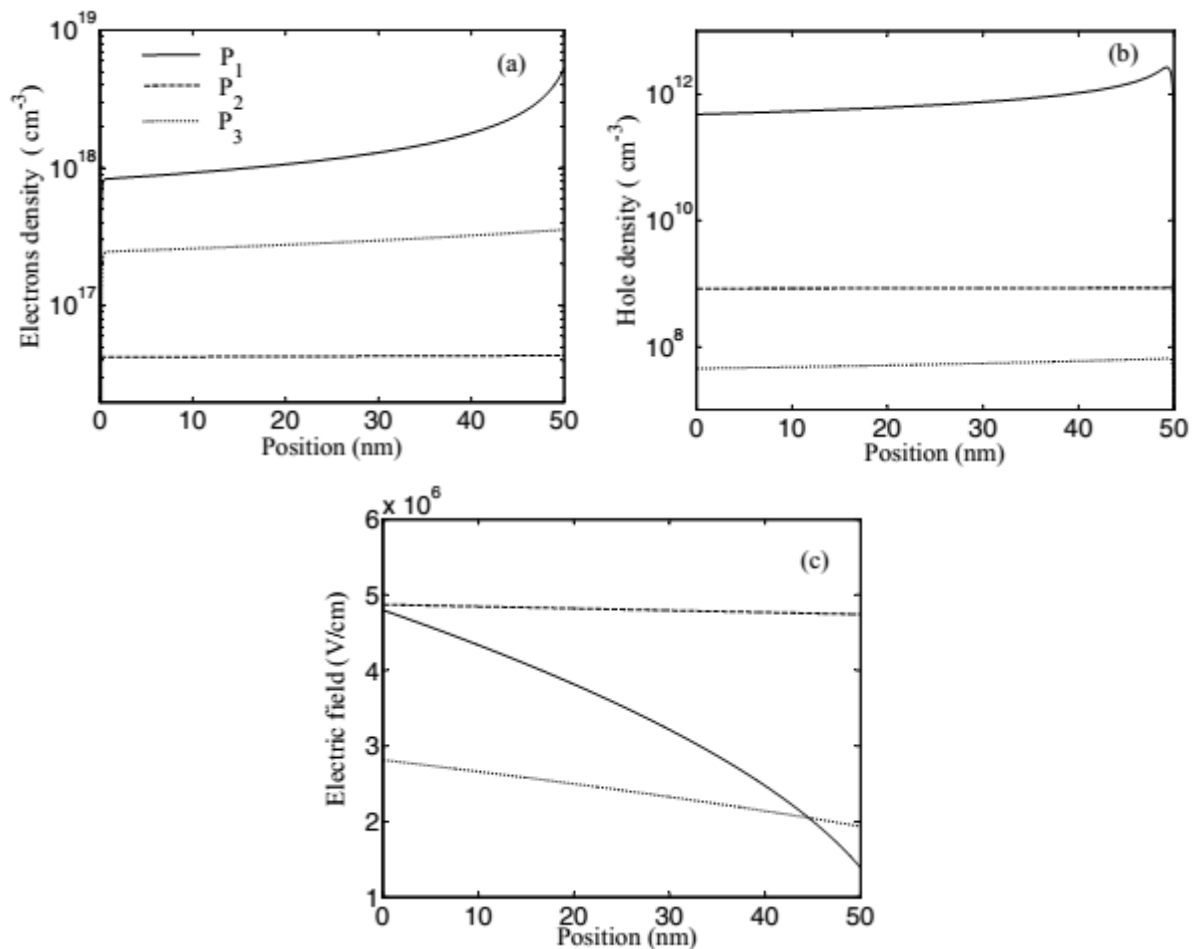 (a)
P1
P2
P3
Electrons density ( cm-3)
10^19
10^18
10^17
0 10 20 30 40 50
Position (nm)
(b)
Hole density ( cm-3)
10^12
10^10
10^8
0 10 20 30 40 50
Position (nm)
(c)
x 10^6
Electric field (V/cm)
6
5
4
3
2
1
0 10 20 30 40 50
Position (nm)